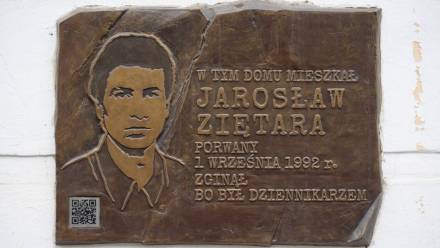 W TYM DOMU MIESZKAŁ
JAROSŁAW
ZIĘTARA
PORWANY
1 WRZEŚNIA 1992 r.
ZGINĄŁ
BO BYŁ DZIENNIKARZEM